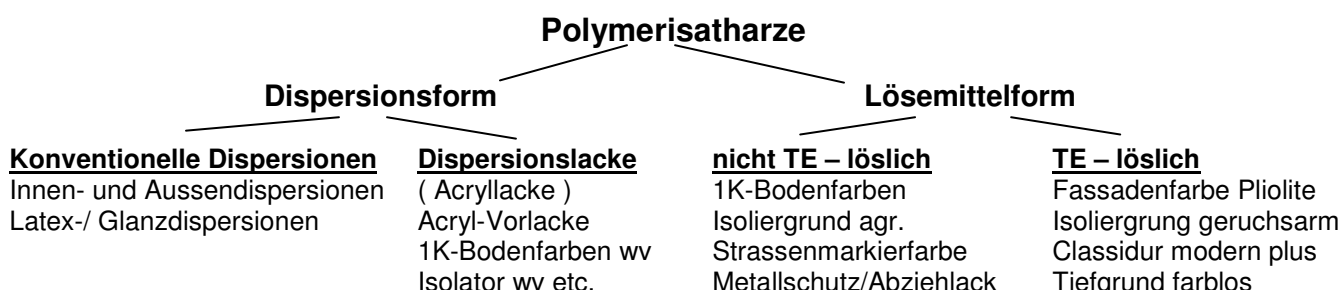 Polymerisatharze
Dispersionsform
Lösemittelform
Konventionelle Dispersionen
Innen- und Aussendispersionen
Latex-/ Glanzdispersionen
Dispersionslacke
( Acryllacke )
Acryl-Vorlacke
1K-Bodenfarben wv
Isolator wv etc.
nicht TE – löslich
1K-Bodenfarben
Isoliergrund agr.
Strassenmarkierfarbe
Metallschutz/Abziehlack
TE – löslich
Fassadenfarbe Pliolite
Isoliergrung geruchsarm
Classidur modern plus
Tiefgrund farblos